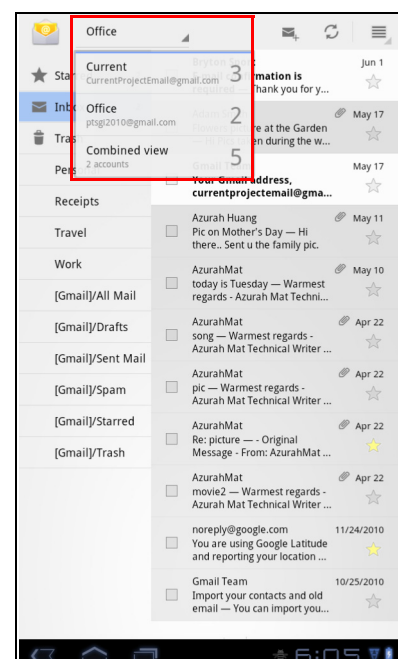 Office
Current
CurrentProjectEmail@gmail.com
3
Office
ptsgi2010@gmail.com
2
Combined view
2 accounts
5
Inb
Tra
Pers
Receipts
Travel
Work
[Gmail]/All Mail
[Gmail]/Drafts
[Gmail]/Sent Mail
[Gmail]/Spam
[Gmail]/Starred
[Gmail]/Trash
Jun 1
rmation is
Thank you for y...
May 17
re at the Garden
en during the w...
May 17
Your Gmail address,
currentprojectemail@gma...
Azurah Huang
May 11
Pic on Mother's Day — Hi
there.. Sent u the family pic.
AzurahMat
May 10
today is Tuesday — Warmest
regards - Azurah Mat Techni...
AzurahMat
Apr 22
song — Warmest regards -
Azurah Mat Technical Writer ...
AzurahMat
Apr 22
pic — Warmest regards -
Azurah Mat Technical Writer ...
AzurahMat
Apr 22
Re: picture — - Original
Message - From: AzurahMat ...
AzurahMat
Apr 22
movie2 — Warmest regards -
Azurah Mat Technical Writer ...
noreply@google.com
11/24/2010
You are using Google Latitude
and reporting your location ...
Gmail Team
10/25/2010
Import your contacts and old
email — You can import you...
6:05